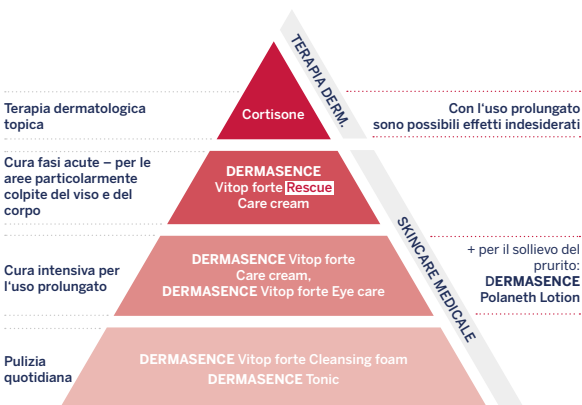 TERAPIA DERM.
Terapia dermatologica
topica
Cortisone
Con l'uso prolungato
sono possibili effetti indesiderati
Cura fasi acute – per le
aree particolarmente
colpite del viso e del
corpo
DERMASENCE
Vitop forte Rescue
Care cream
SKINCARE MEDICALE
Cura intensiva per
l'uso prolungato
DERMASENCE Vitop forte
Care cream,
DERMASENCE Vitop forte Eye care
+ per il sollievo del
prurito:
DERMASENCE
Polaneth Lotion
Pulizia
quotidiana
DERMASENCE Vitop forte Cleansing foam
DERMASENCE Tonic